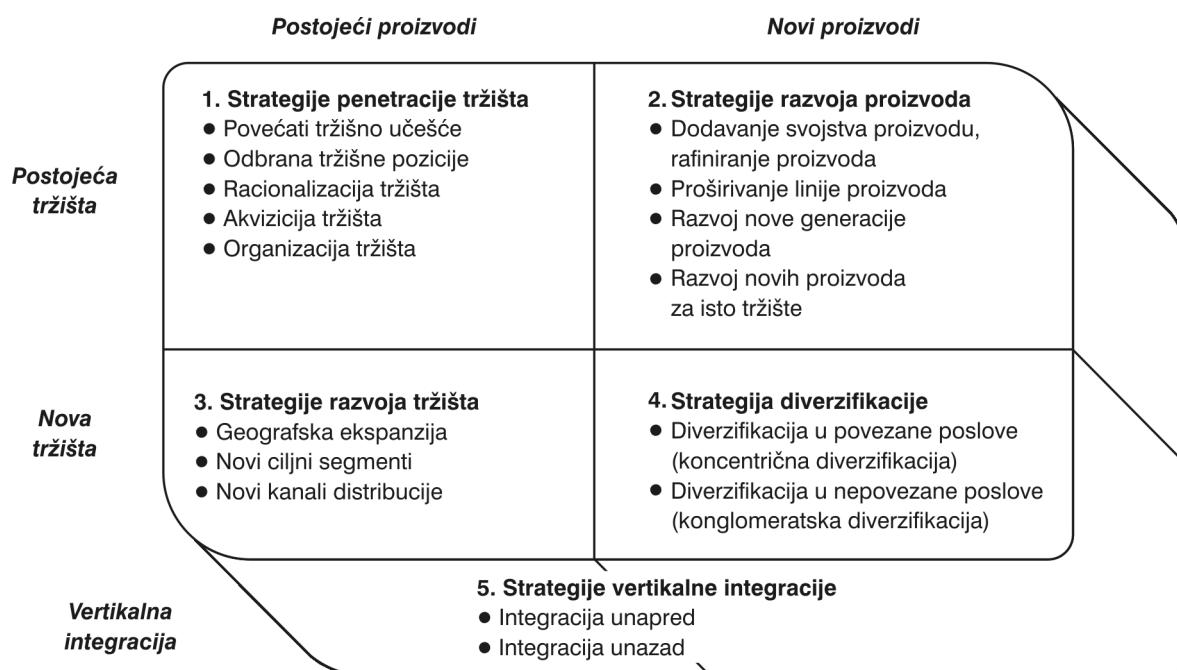 Postojeći proizvodi
Novi proizvodi
Postojeća
tržišta
1. Strategije penetracije tržišta
● Povećati tržišno učešće
● Odbrana tržišne pozicije
● Racionalizacija tržišta
● Akvizicija tržišta
● Organizacija tržišta
2. Strategije razvoja proizvoda
● Dodavanje svojstva proizvodu,
rafiniranje proizvoda
● Proširivanje linije proizvoda
● Razvoj nove generacije
proizvoda
● Razvoj novih proizvoda
za isto tržište
Nova
tržišta
3. Strategije razvoja tržišta
● Geografska ekspanzija
● Novi ciljni segmenti
● Novi kanali distribucije
4. Strategija diverzifikacije
● Diverzifikacija u povezane poslove
(koncentrična diverzifikacija)
● Diverzifikacija u nepovezane poslove
(konglomeratska diverzifikacija)
Vertikalna
integracija
5. Strategije vertikalne integracije
● Integracija unapred
● Integracija unazad